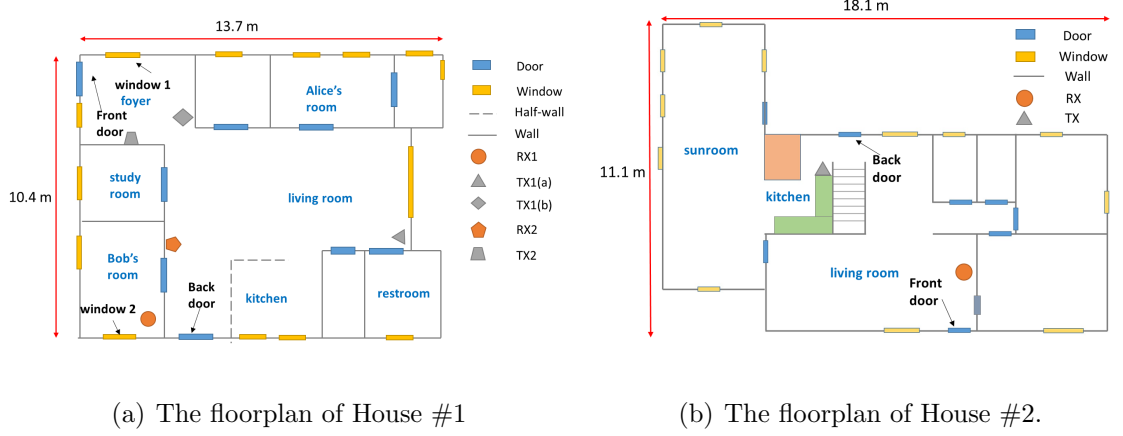 13.7 m
10.4 m
window 1
foyer
Front
door
Alice's
room
study
room
living room
Bob's
room
window 2
Back
door
kitchen
restroom
Door
Window
Half-wall
Wall
RX1
TX1(a)
TX1(b)
RX2
TX2
(a) The floorplan of House #1
18.1 m
11.1 m
sunroom
kitchen
Back
door
living room
Front
door
Door
Window
Wall
RX
TX
(b) The floorplan of House #2.